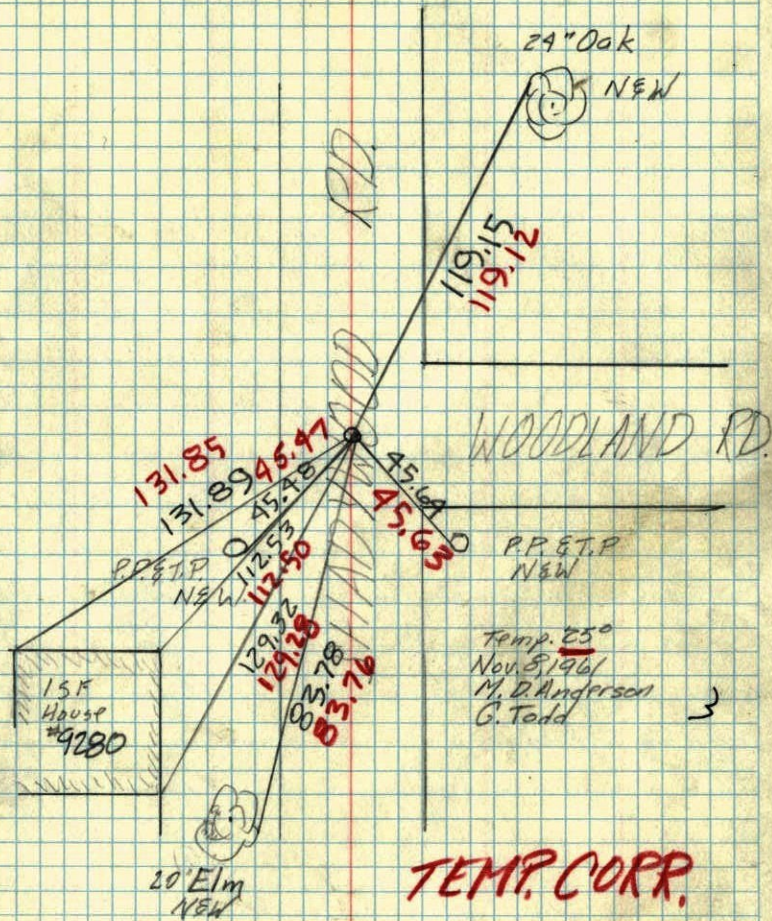 24" Oak
N&W
RD.
119.15
119.12
WOODLAND RD.
131.85
131.89
45.47
45.48
45.64
45.63
P.P.&T.P
NEW
P.P.&T.P
NEW
112.53
112.50
129.32
129.28
83.78
83.76
1SF
House
#9280
Temp. 25°
Nov. 8, 1961
M.D. Anderson
G. Todd
3
20" Elm
NEW
TEMP. CORR.